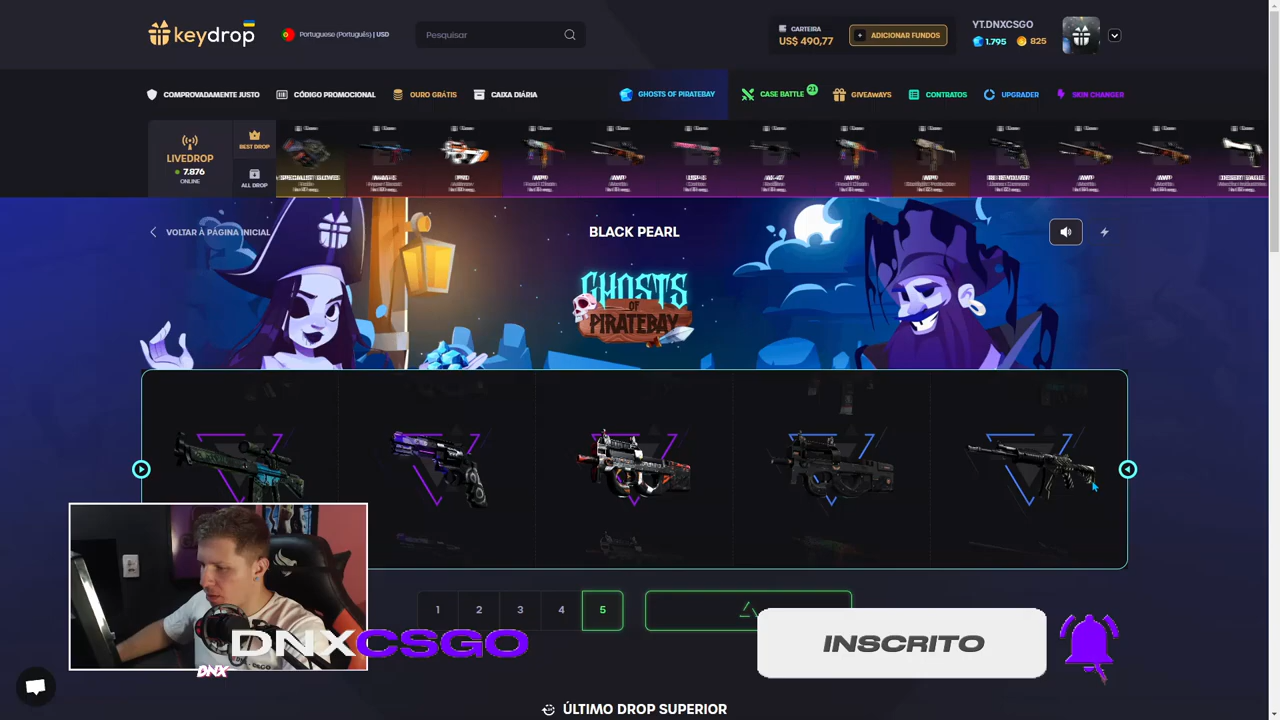 keydrop
Portuguese (Português) | USD
Pesquisar
CARTEIRA
US$ 490,77
+ ADICIONAR FUNDOS
YT.DNXCSGO
1.795
825
COMPROVADAMENTE JUSTO
CÓDIGO PROMOCIONAL
OURO GRÁTIS
CAIXA DIÁRIA
GHOSTS OF PIRATEBAY
CASE BATTLE
23
GIVEAWAYS
CONTRATOS
UPGRADER
SKIN CHANGER
LIVEDROP
7.876
ONLINE
BEST DROP
ALL DROP
VOLTAR À PÁGINA INICIAL
BLACK PEARL
GHOSTS
OF
PIRATEBAY
1
2
3
4
5
DNXCSGO
DNX
INSCRITO
ÚLTIMO DROP SUPERIOR